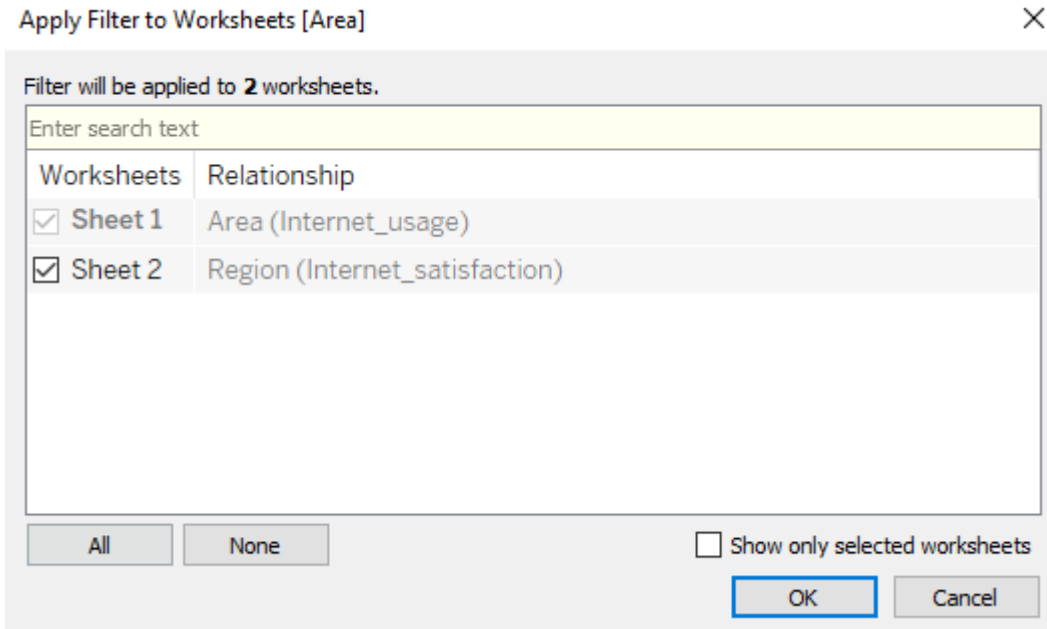 Apply Filter to Worksheets [Area]
Filter will be applied to 2 worksheets.
Enter search text
Worksheets Relationship
Sheet 1 Area (Internet_usage)
Sheet 2 Region (Internet_satisfaction)
All None Show only selected worksheets
OK Cancel